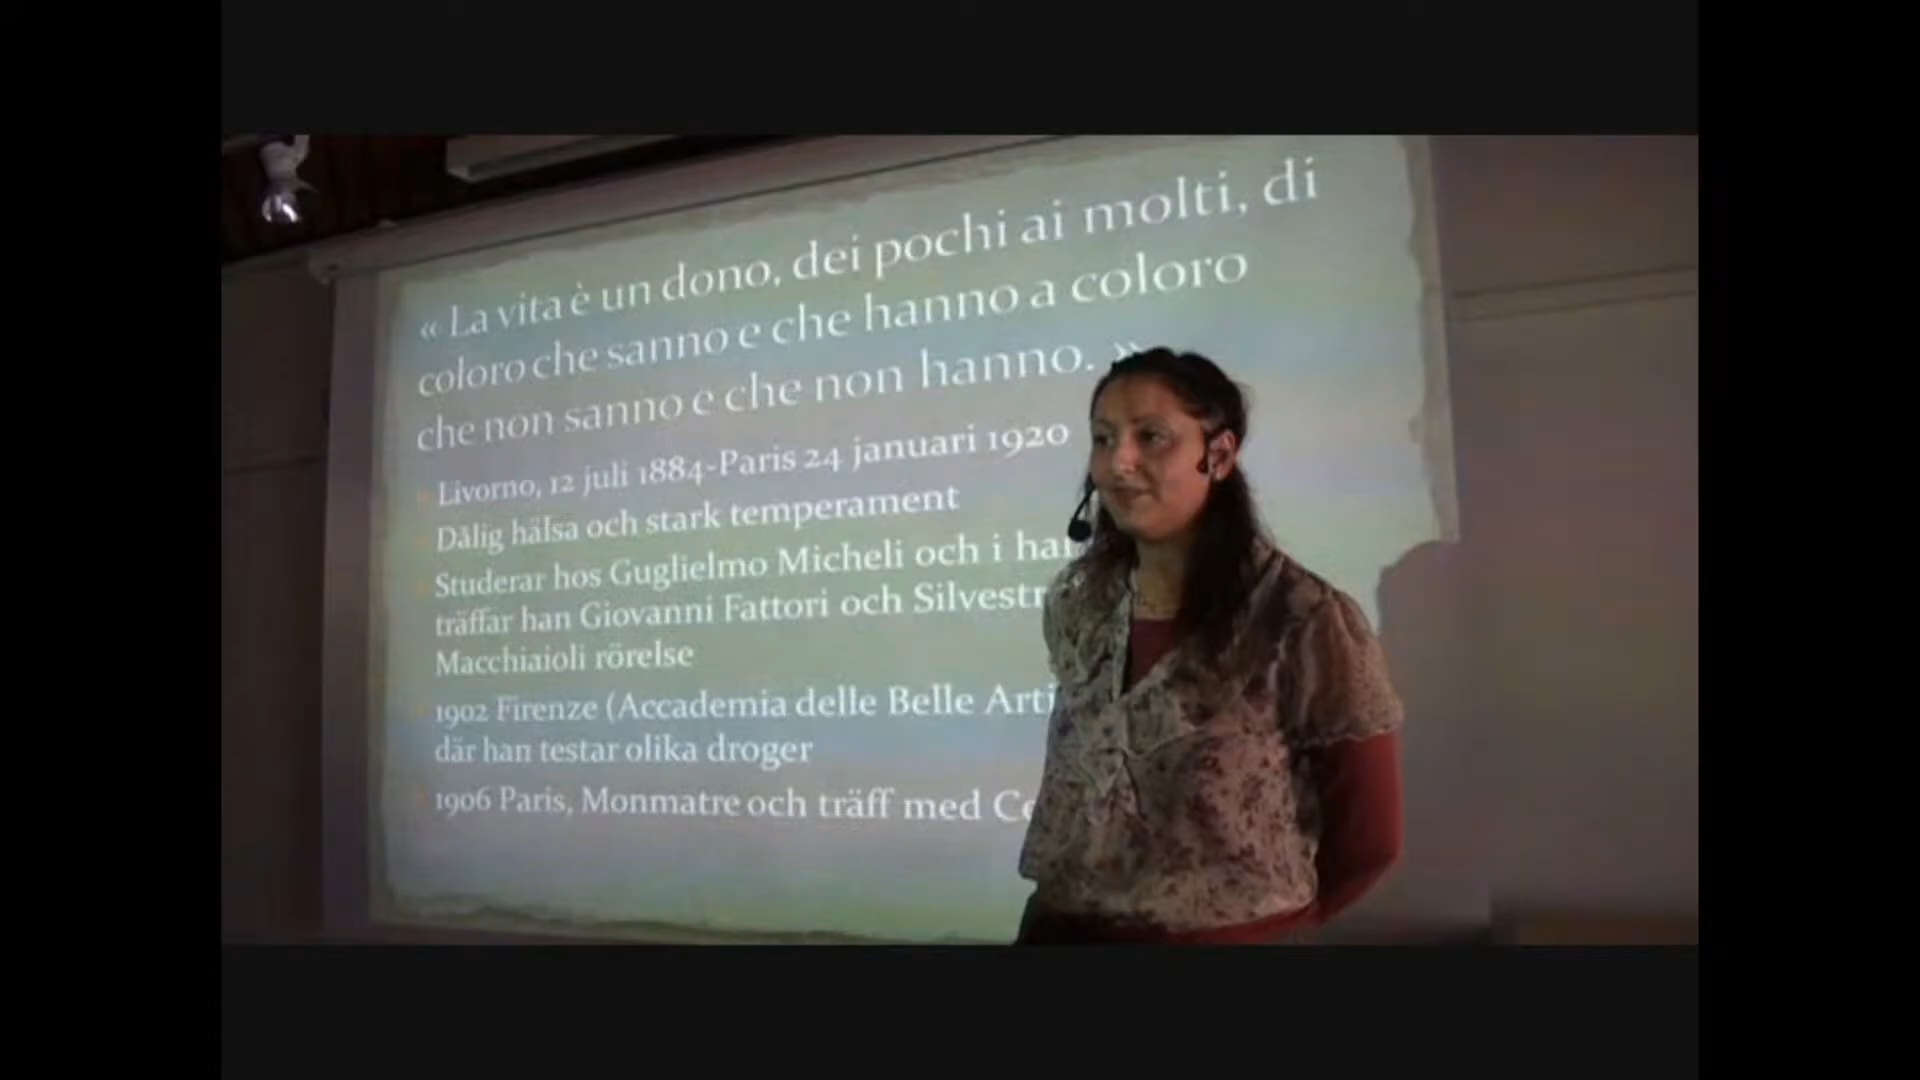 « La vita è un dono, dei pochi ai molti, di
coloro che sanno e che hanno a coloro
che non sanno e che non hanno. »
Livorno, 12 juli 1884-Paris 24 januari 1920
Dålig hälsa och stark temperament
Studerar hos Guglielmo Micheli och i
träffar han Giovanni Fattori och
Macchiaioli rörelse
1902 Firenze (Accademia delle Belle Arti
där han testar olika droger
1906 Paris, Monmatre och träff med